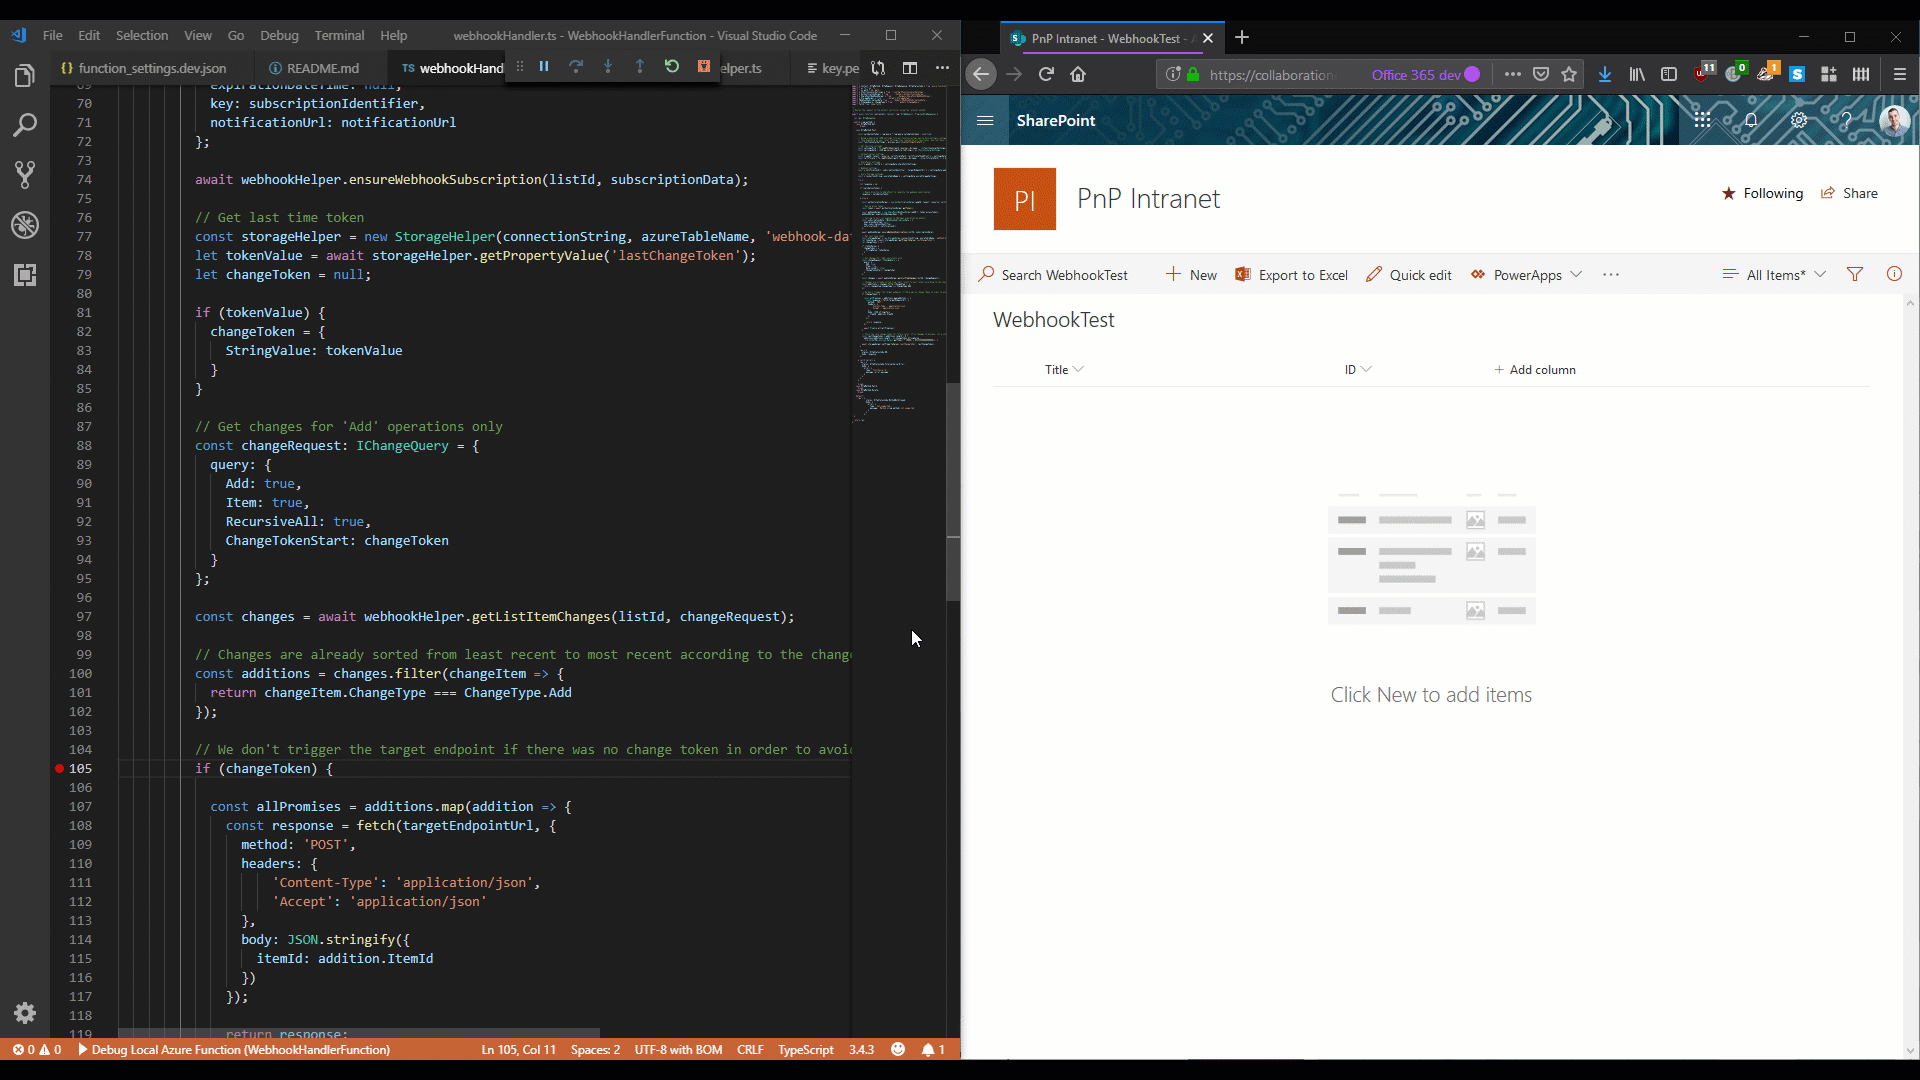 File Edit Selection View Go Debug Terminal Help
webhookHandler.ts - WebhookHandlerFunction - Visual Studio Code
{} function_settings.dev.json
README.md
TS webhookHand
elper.ts
key.pe
69 expirationDateTime: null,
70 key: subscriptionIdentifier,
71 notificationUrl: notificationUrl
72 };
73
74 await webhookHelper.ensureWebhookSubscription(listId, subscriptionData);
75
76 // Get last time token
77 const storageHelper = new StorageHelper(connectionString, azureTableName, 'webhook-da
78 let tokenValue = await storageHelper.getPropertyValue('lastChangeToken');
79 let changeToken = null;
80
81 if (tokenValue) {
82 changeToken = {
83 StringValue: tokenValue
84 }
85 }
86
87 // Get changes for 'Add' operations only
88 const changeRequest: IChangeQuery = {
89 query: {
90 Add: true,
91 Item: true,
92 RecursiveAll: true,
93 ChangeTokenStart: changeToken
94 }
95 };
96
97 const changes = await webhookHelper.getListItemChanges(listId, changeRequest);
98
99 // Changes are already sorted from least recent to most recent according to the change
100 const additions = changes.filter(changeItem => {
101 return changeItem.ChangeType === ChangeType.Add
102 });
103
104 // We don't trigger the target endpoint if there was no change token in order to avoi
105 if (changeToken) {
106
107 const allPromises = additions.map(addition => {
108 const response = fetch(targetEndpointUrl, {
109 method: 'POST',
110 headers: {
111 'Content-Type': 'application/json',
112 'Accept': 'application/json'
113 },
114 body: JSON.stringify({
115 itemId: addition.ItemId
116 })
117 });
118
119 return response;
0 0 Debug Local Azure Function (WebhookHandlerFunction) Ln 105, Col 11 Spaces: 2 UTF-8 with BOM CRLF TypeScript 3.4.3 1
PnP Intranet - WebhookTest -
https://collaboration Office 365 dev
11 0 1
SharePoint
PI PnP Intranet
Following Share
Search WebhookTest New Export to Excel Quick edit PowerApps All Items*
WebhookTest
Title ID Add column
Click New to add items